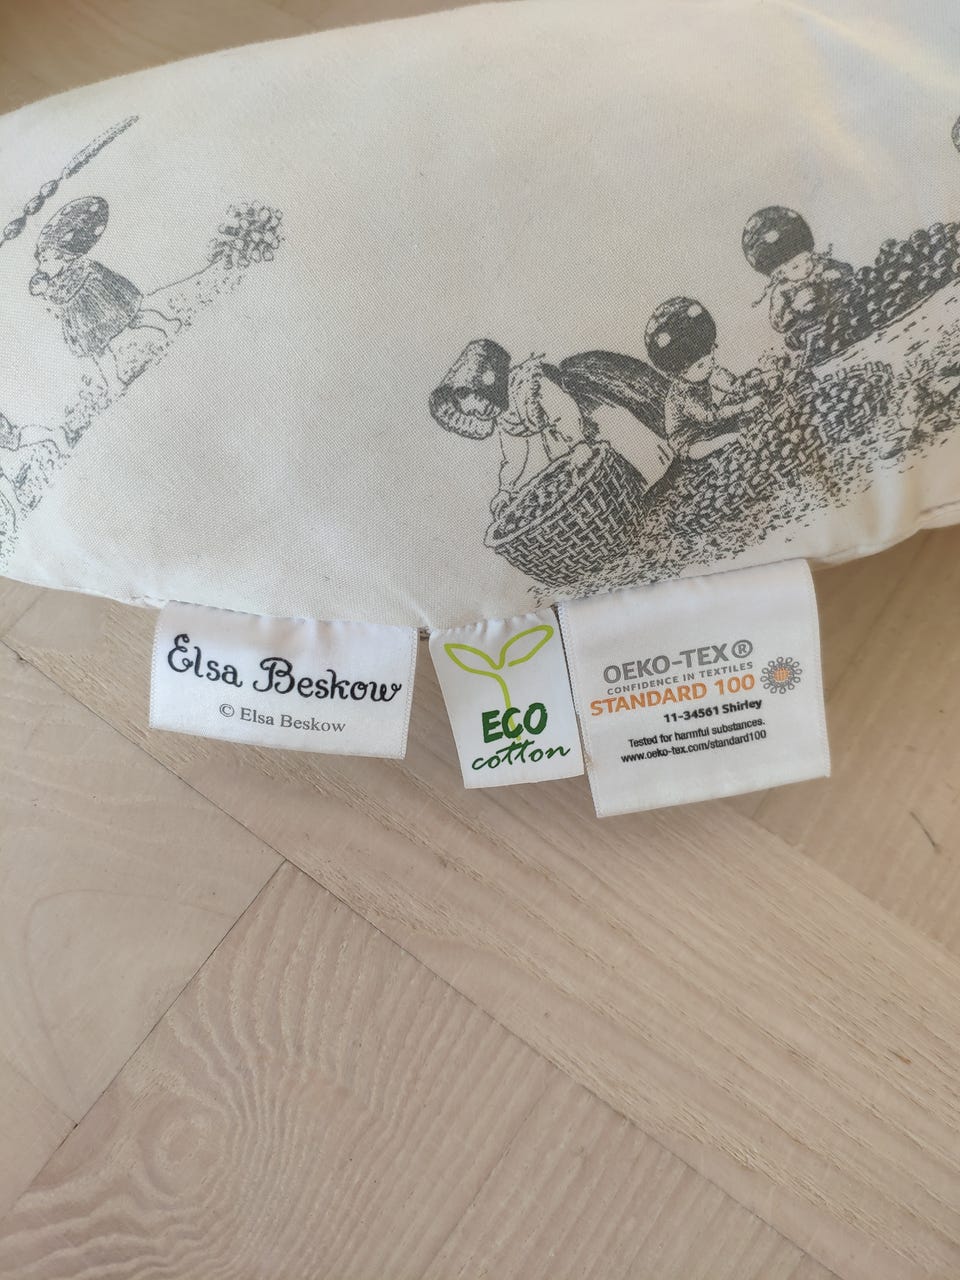 Elsa Beskow
© Elsa Beskow
ECO
cotton
OEKO-TEX®
CONFIDENCE IN TEXTILES
STANDARD 100
11-34561 Shirley
Tested for harmful substances.
www.oeko-tex.com/standard100